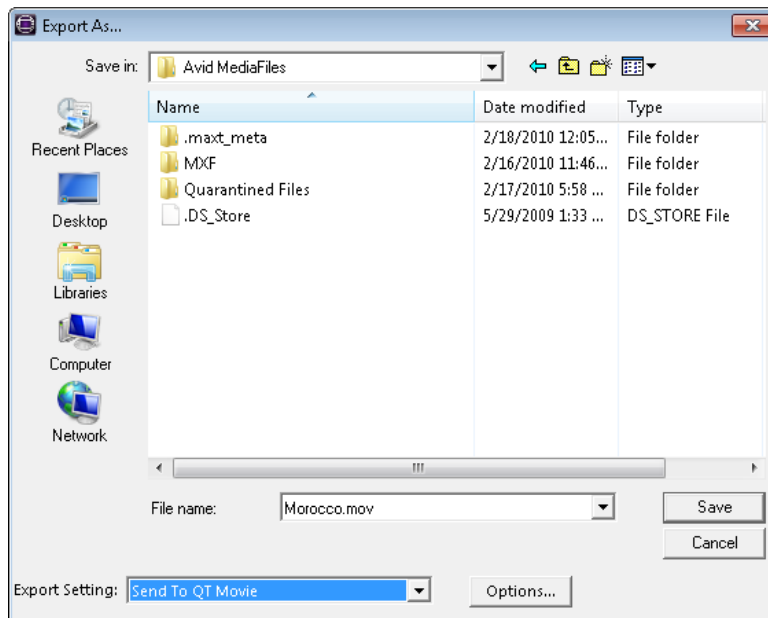 Export As...
Save in: Avid MediaFiles
Name Date modified Type
.maxt_meta 2/18/2010 12:05... File folder
MXF 2/16/2010 11:46... File folder
Quarantined Files 2/17/2010 5:58 ... File folder
.DS_Store 5/29/2009 1:33 ... DS_STORE File
Recent Places
Desktop
Libraries
Computer
Network
File name: Morocco.mov Save
Cancel
Export Setting: Send To QT Movie Options...